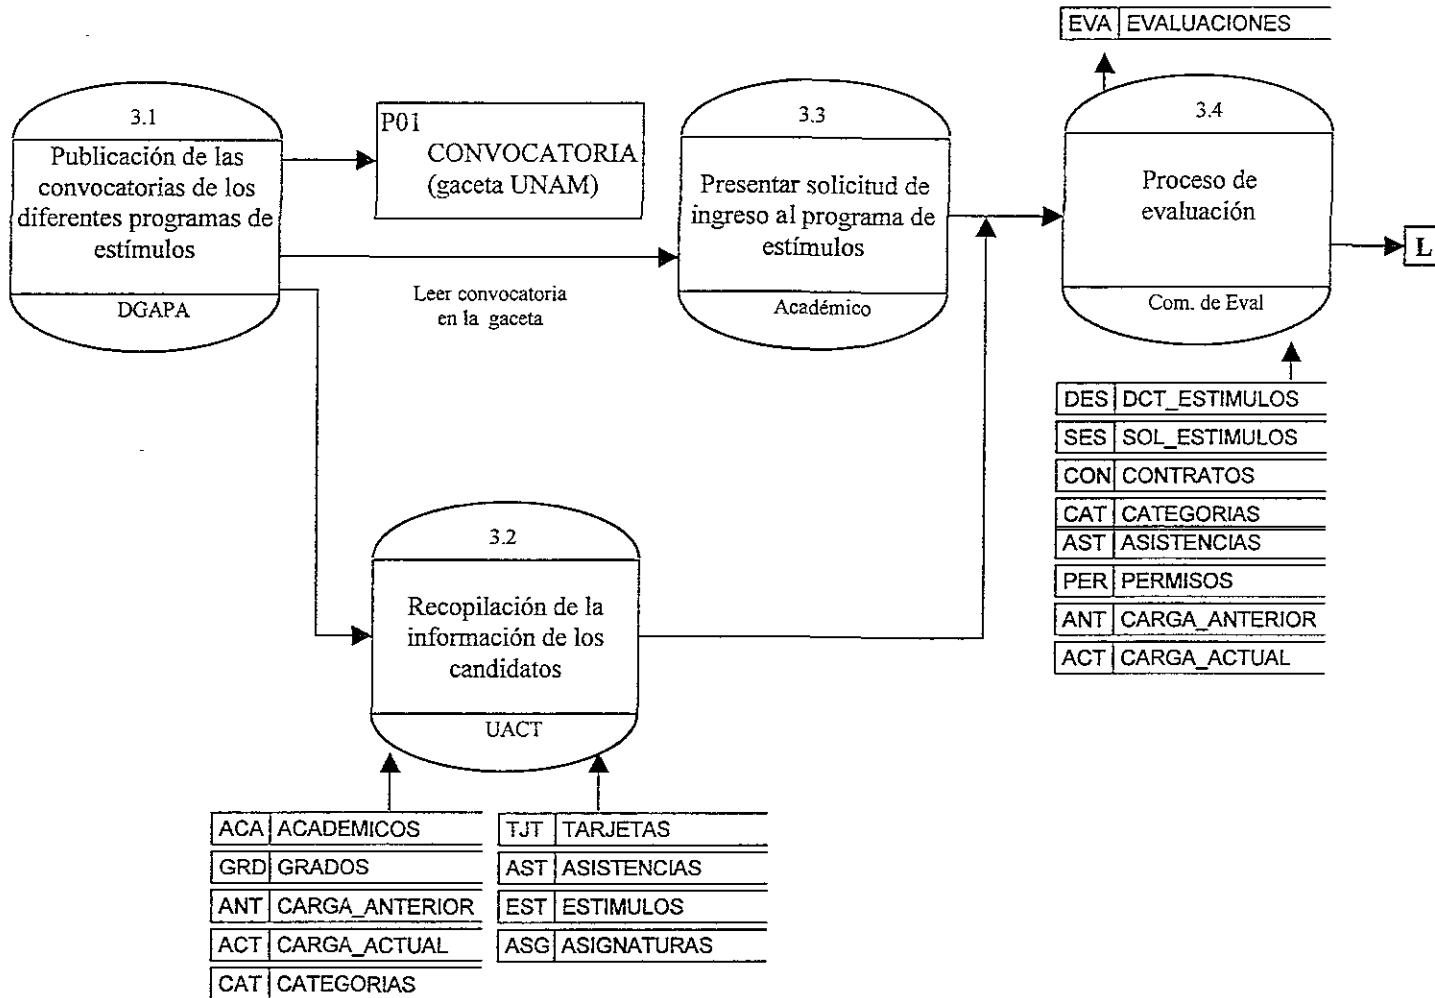 EVA EVALUACIONES
3.1
Publicación de las
convocatorias de los
diferentes programas de
estímulos
DGAPA
P01
CONVOCATORIA
(gaceta UNAM)
Leer convocatoria
en la gaceta
3.3
Presentar solicitud de
ingreso al programa de
estímulos
Académico
3.4
Proceso de
evaluación
Com. de Eval
L
DES DCT_ESTIMULOS
SES SOL_ESTIMULOS
CON CONTRATOS
CAT CATEGORIAS
AST ASISTENCIAS
PER PERMISOS
ANT CARGA_ANTERIOR
ACT CARGA_ACTUAL
3.2
Recopilación de la
información de los
candidatos
UACT
ACA ACADEMICOS
GRD GRADOS
ANT CARGA_ANTERIOR
ACT CARGA_ACTUAL
CAT CATEGORIAS
TJT TARJETAS
AST ASISTENCIAS
EST ESTIMULOS
ASG ASIGNATURAS